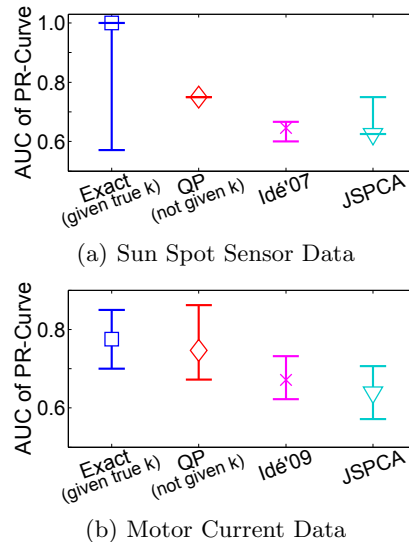 AUC of PR-Curve
1.0
0.8
0.6
Exact
(given true k)
QP
(not given k)
Idé'07
JSPCA
(a) Sun Spot Sensor Data
AUC of PR-Curve
0.8
0.6
Exact
(given true k)
QP
(not given k)
Idé'09
JSPCA
(b) Motor Current Data